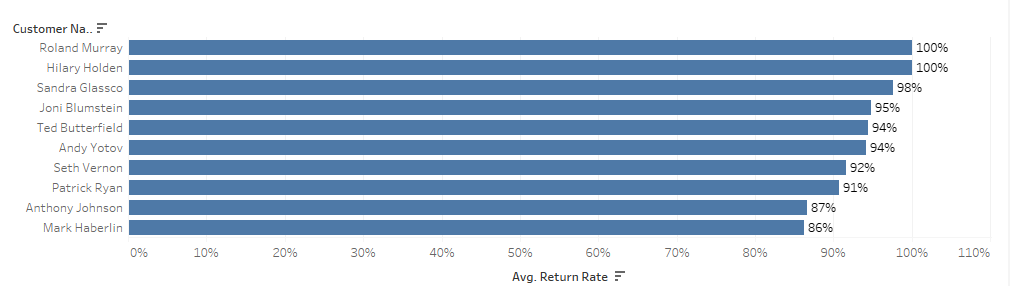 Customer Na..
Roland Murray 100%
Hilary Holden 100%
Sandra Glassco 98%
Joni Blumstein 95%
Ted Butterfield 94%
Andy Yotov 94%
Seth Vernon 92%
Patrick Ryan 91%
Anthony Johnson 87%
Mark Haberlin 86%
0% 10% 20% 30% 40% 50% 60% 70% 80% 90% 100% 110%
Avg. Return Rate